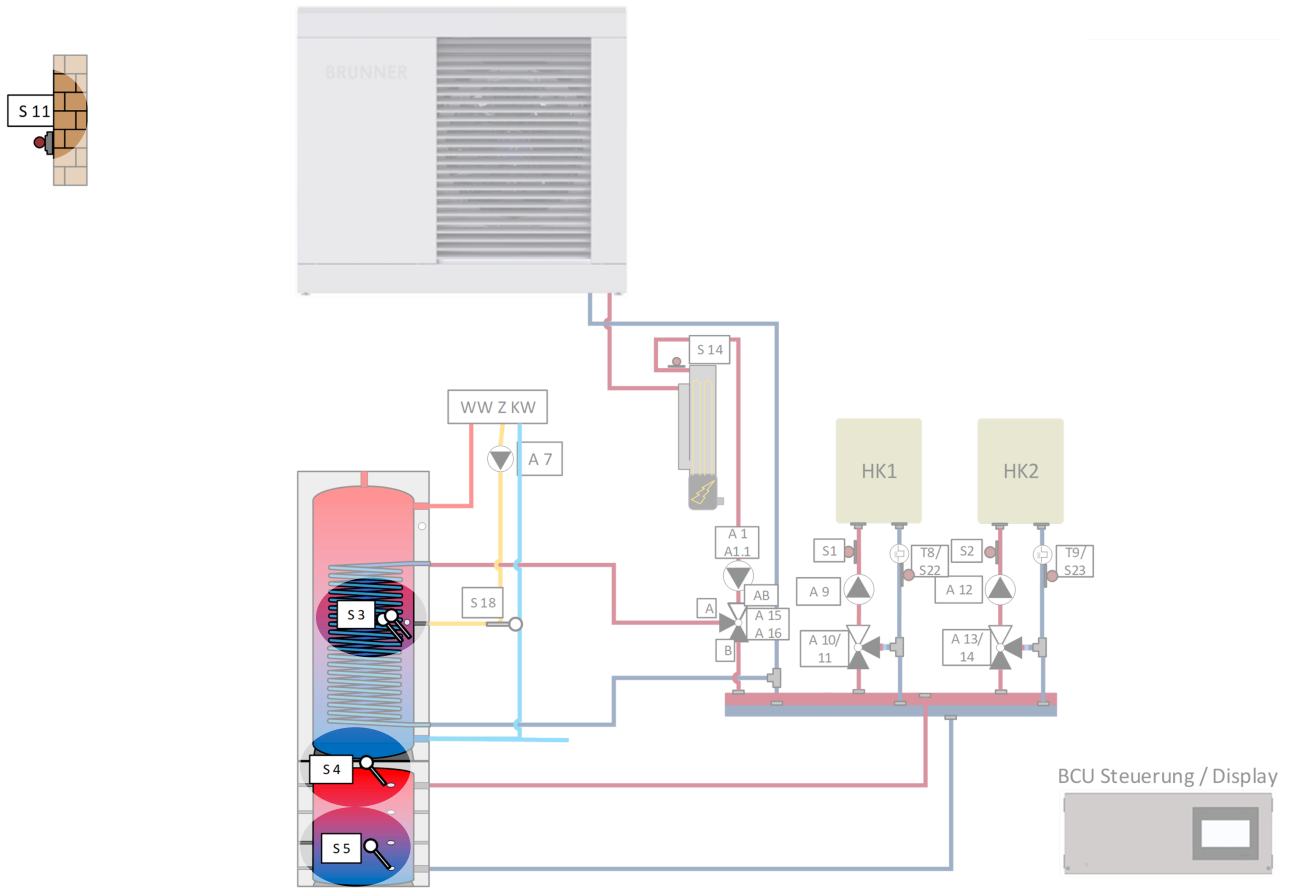 BRUNNER
S 11
S 14
WW Z KW
A 7
HK1
HK2
A 1
A1.1
S1
T8/
S22
S2
T9/
S23
A 9
A 12
AB
S 18
A
A 15
A 16
S 3
B
A 10/
11
A 13/
14
S 4
BCU Steuerung / Display
S 5